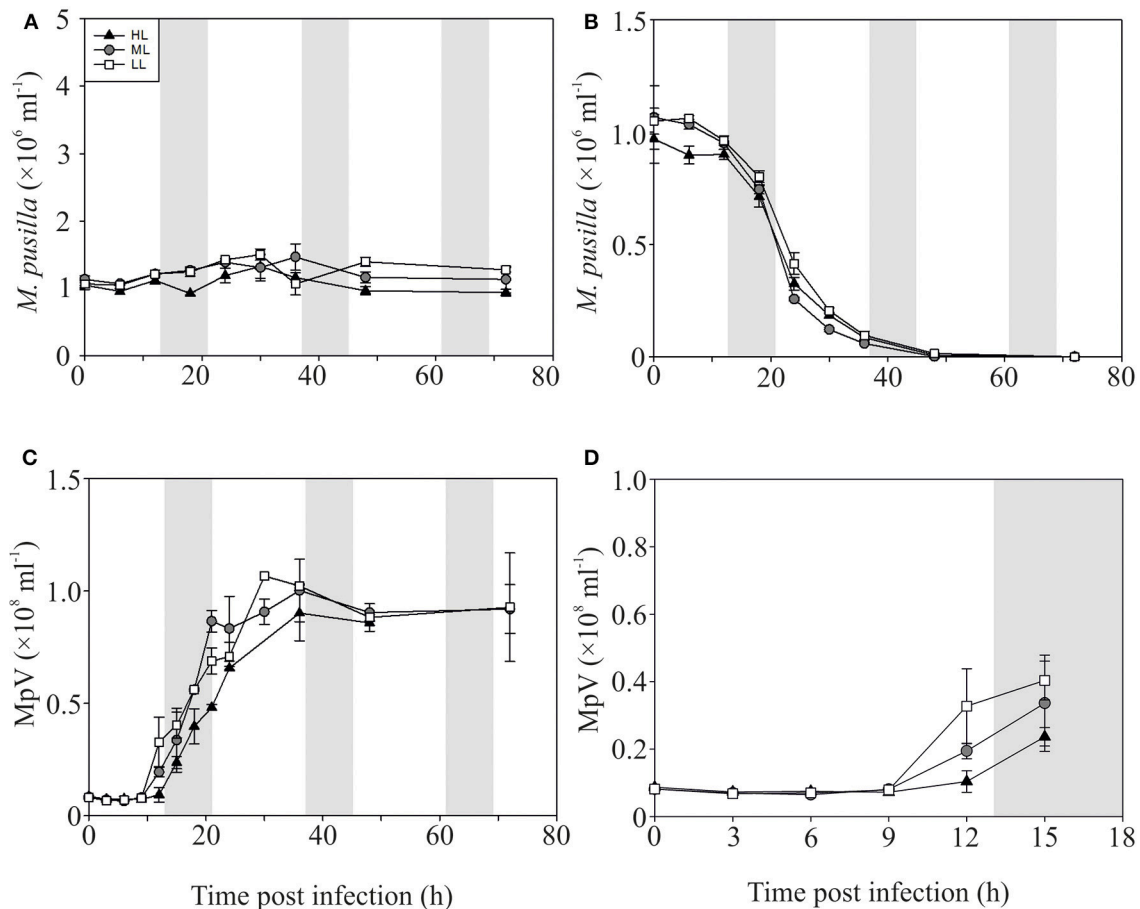 A
HL
ML
LL
5
4
3
2
1
0
M. pusilla (×10⁶ ml⁻¹)
0 20 40 60 80
B
1.5
1.0
0.5
0
M. pusilla (×10⁶ ml⁻¹)
0 20 40 60 80
C
1.5
1.0
0.5
0
MpV (×10⁸ ml⁻¹)
0 20 40 60 80
Time post infection (h)
D
1.0
0.8
0.6
0.4
0.2
0
MpV (×10⁸ ml⁻¹)
0 3 6 9 12 15 18
Time post infection (h)